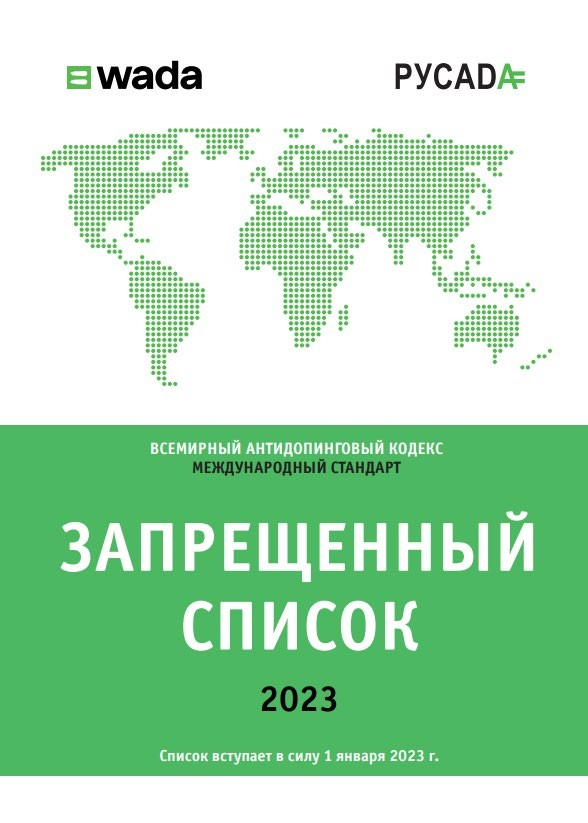 wada
РУСАДА
ВСЕМИРНЫЙ АНТИДОПИНГОВЫЙ КОДЕКС
МЕЖДУНАРОДНЫЙ СТАНДАРТ
ЗАПРЕЩЕННЫЙ
СПИСОК
2023
Список вступает в силу 1 января 2023 г.